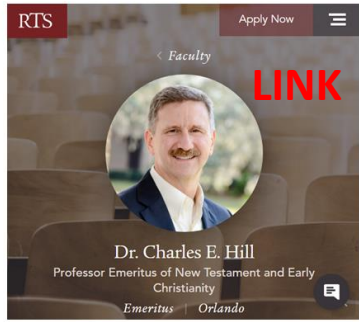 RTS
Apply Now
< Faculty
LINK
Dr. Charles E. Hill
Professor Emeritus of New Testament and Early
Christianity
Emeritus | Orlando